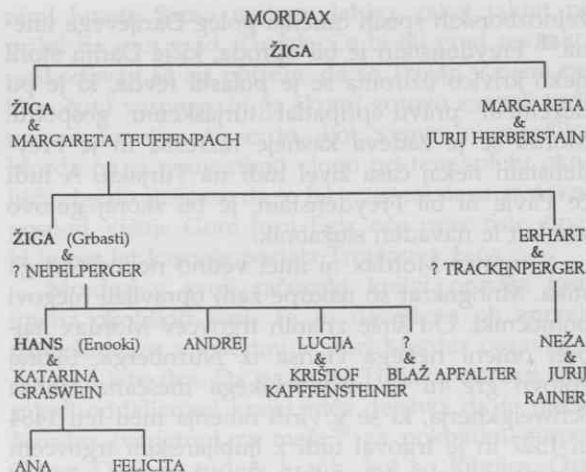 MORDAX
ŽIGA
ŽIGA
&
MARGARETA TEUFFENPACH
MARGARETA
&
JURIJ HERBERSTAIN
ŽIGA (Grbasti)
&
? NEPELPERGER
ERHART
&
? TRACKENPERGER
HANS (Enooki)
&
KATARINA
GRASWEIN
ANDREJ
LUCIJA
&
KRIŠTOF
KAPFFENSTEINER
?
&
BLAŽ APFALTER
NEŽA
&
JURIJ
RAINER
ANA
FELICITA